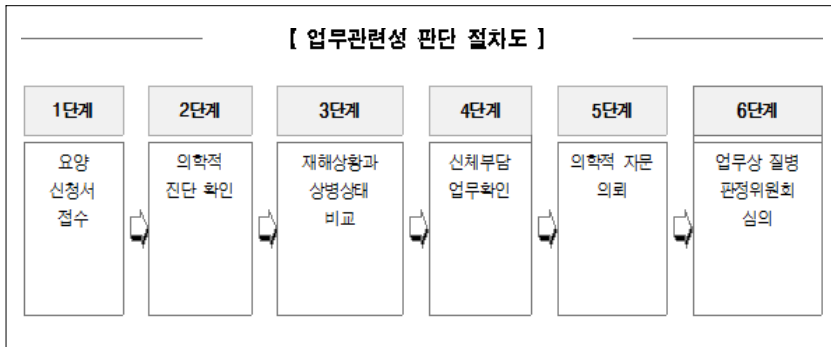 [ 업무관련성 판단 절차도 ]
1단계
요양
신청서
접수
2단계
의학적
진단 확인
3단계
재해상황과
상병상태
비교
4단계
신체부담
업무확인
5단계
의학적 자문
의뢰
6단계
업무상 질병
판정위원회
심의